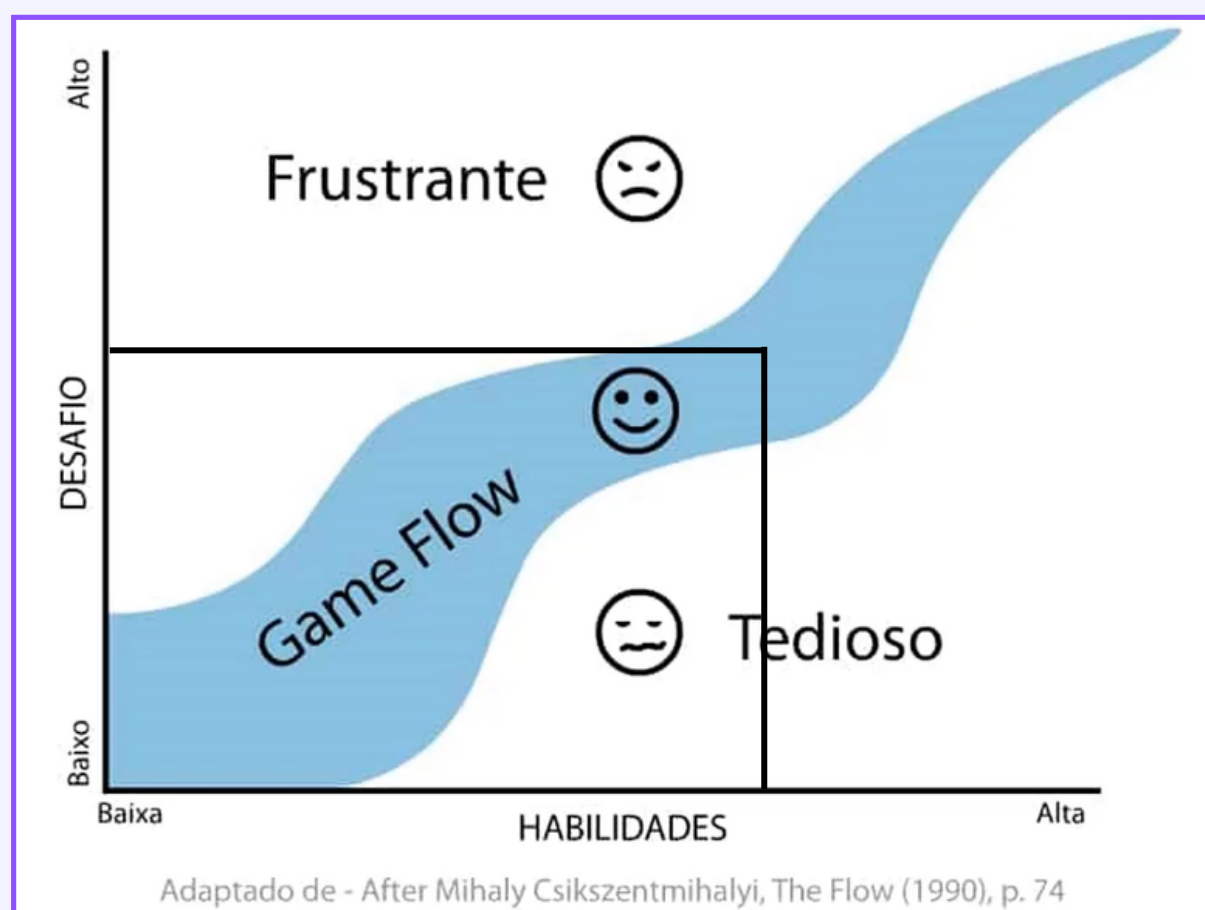 Alto
Frustrante
DESAFIO
Game Flow
Tedioso
Baixo
Baixa
HABILIDADES
Alta
Adaptado de - After Mihaly Csikszentmihalyi, The Flow (1990), p. 74